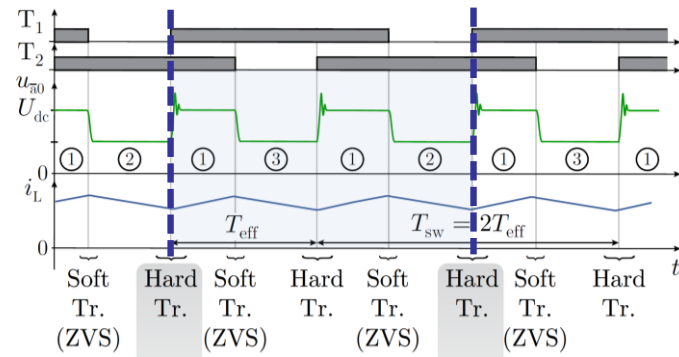 T1
T2
uā0
Udc
① ② ① ③ ① ② ① ③ ①
0
iL
Teff Tsw = 2Teff
0
t
Soft Hard Soft Hard Soft Hard Soft Hard
Tr. Tr. Tr. Tr. Tr. Tr. Tr. Tr.
(ZVS) (ZVS) (ZVS) (ZVS)